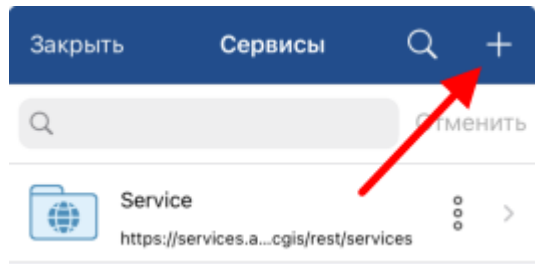 Закрыть Сервисы
Отменить
Service
https://services.a...cgis/rest/services